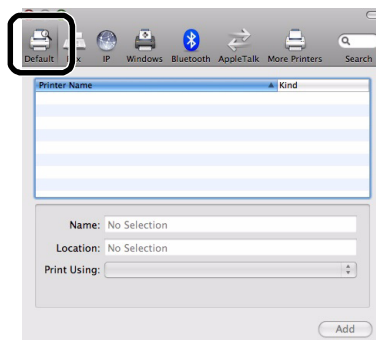 Default Fax IP Windows Bluetooth AppleTalk More Printers Search
Printer Name Kind
Name: No Selection
Location: No Selection
Print Using:
Add